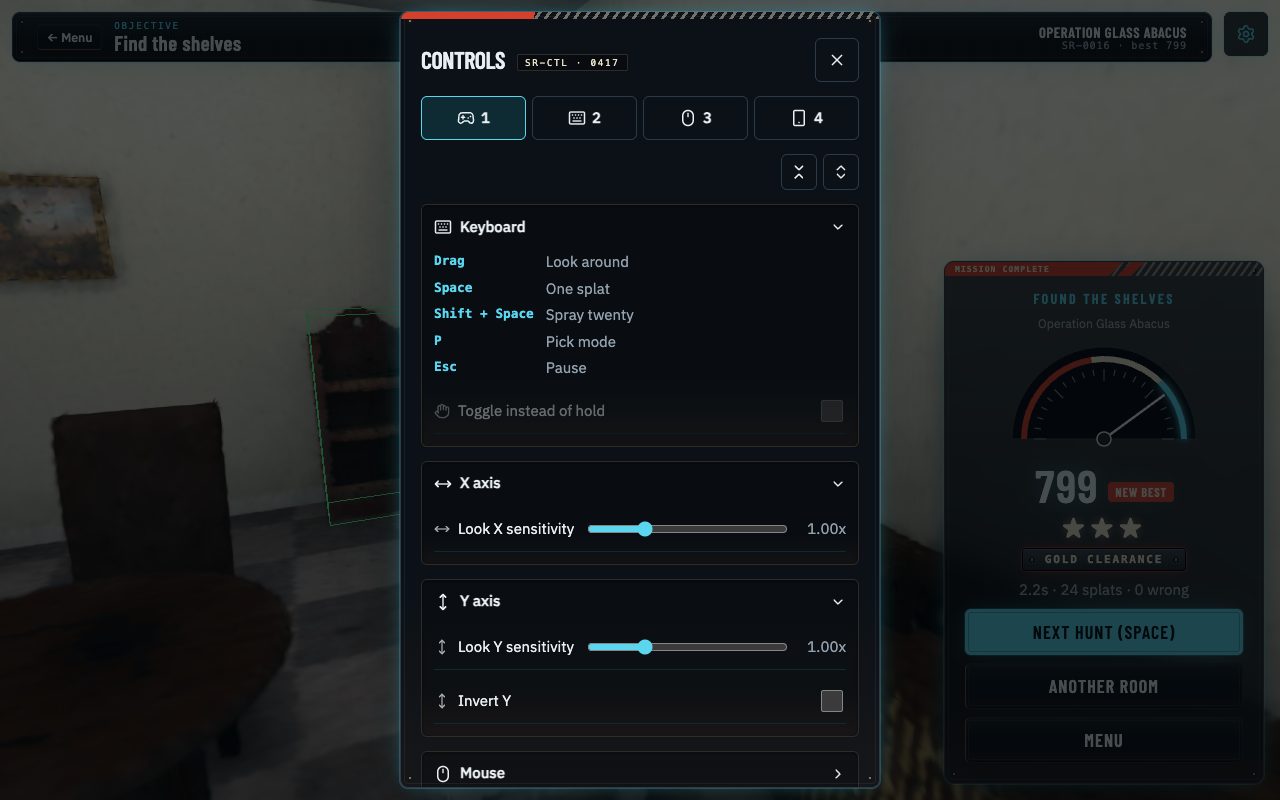 ← Menu
OBJECTIVE
Find the shelves
OPERATION GLASS ABACUS
SR-0016 · best 799
CONTROLS
SR-CTL · 0417
1
2
3
4
Keyboard
Drag Look around
Space One splat
Shift + Space Spray twenty
P Pick mode
Esc Pause
Toggle instead of hold
X axis
Look X sensitivity 1.00x
Y axis
Look Y sensitivity 1.00x
Invert Y
Mouse
MISSION COMPLETE
FOUND THE SHELVES
Operation Glass Abacus
799 NEW BEST
GOLD CLEARANCE
2.2s · 24 splats · 0 wrong
NEXT HUNT (SPACE)
ANOTHER ROOM
MENU